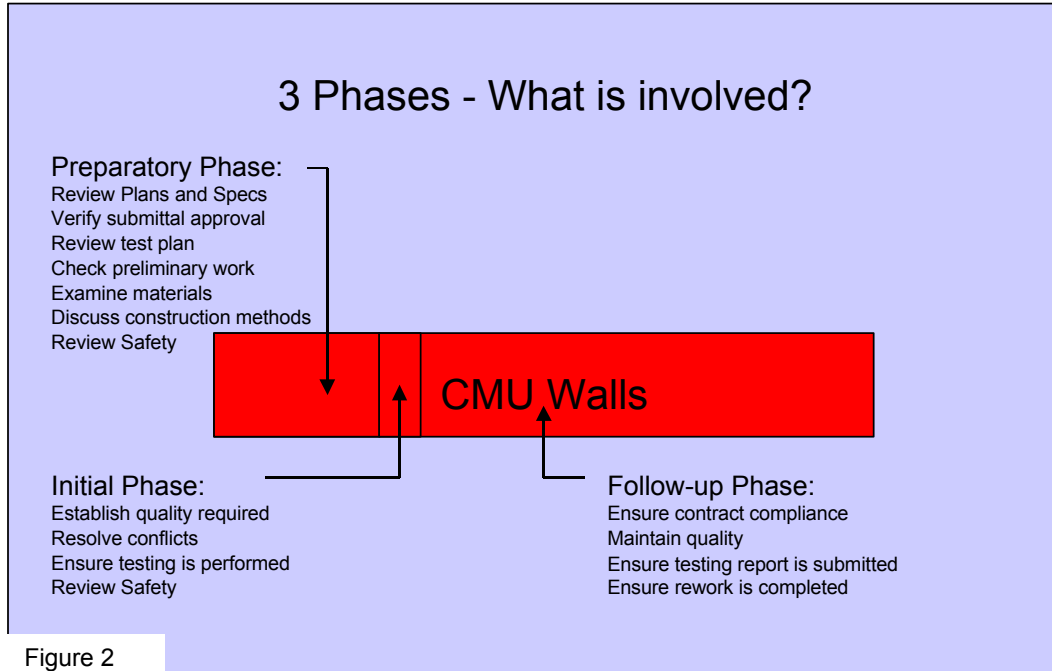 3 Phases - What is involved?
Preparatory Phase:
Review Plans and Specs
Verify submittal approval
Review test plan
Check preliminary work
Examine materials
Discuss construction methods
Review Safety
CMU Walls
Initial Phase:
Establish quality required
Resolve conflicts
Ensure testing is performed
Review Safety
Follow-up Phase:
Ensure contract compliance
Maintain quality
Ensure testing report is submitted
Ensure rework is completed
Figure 2